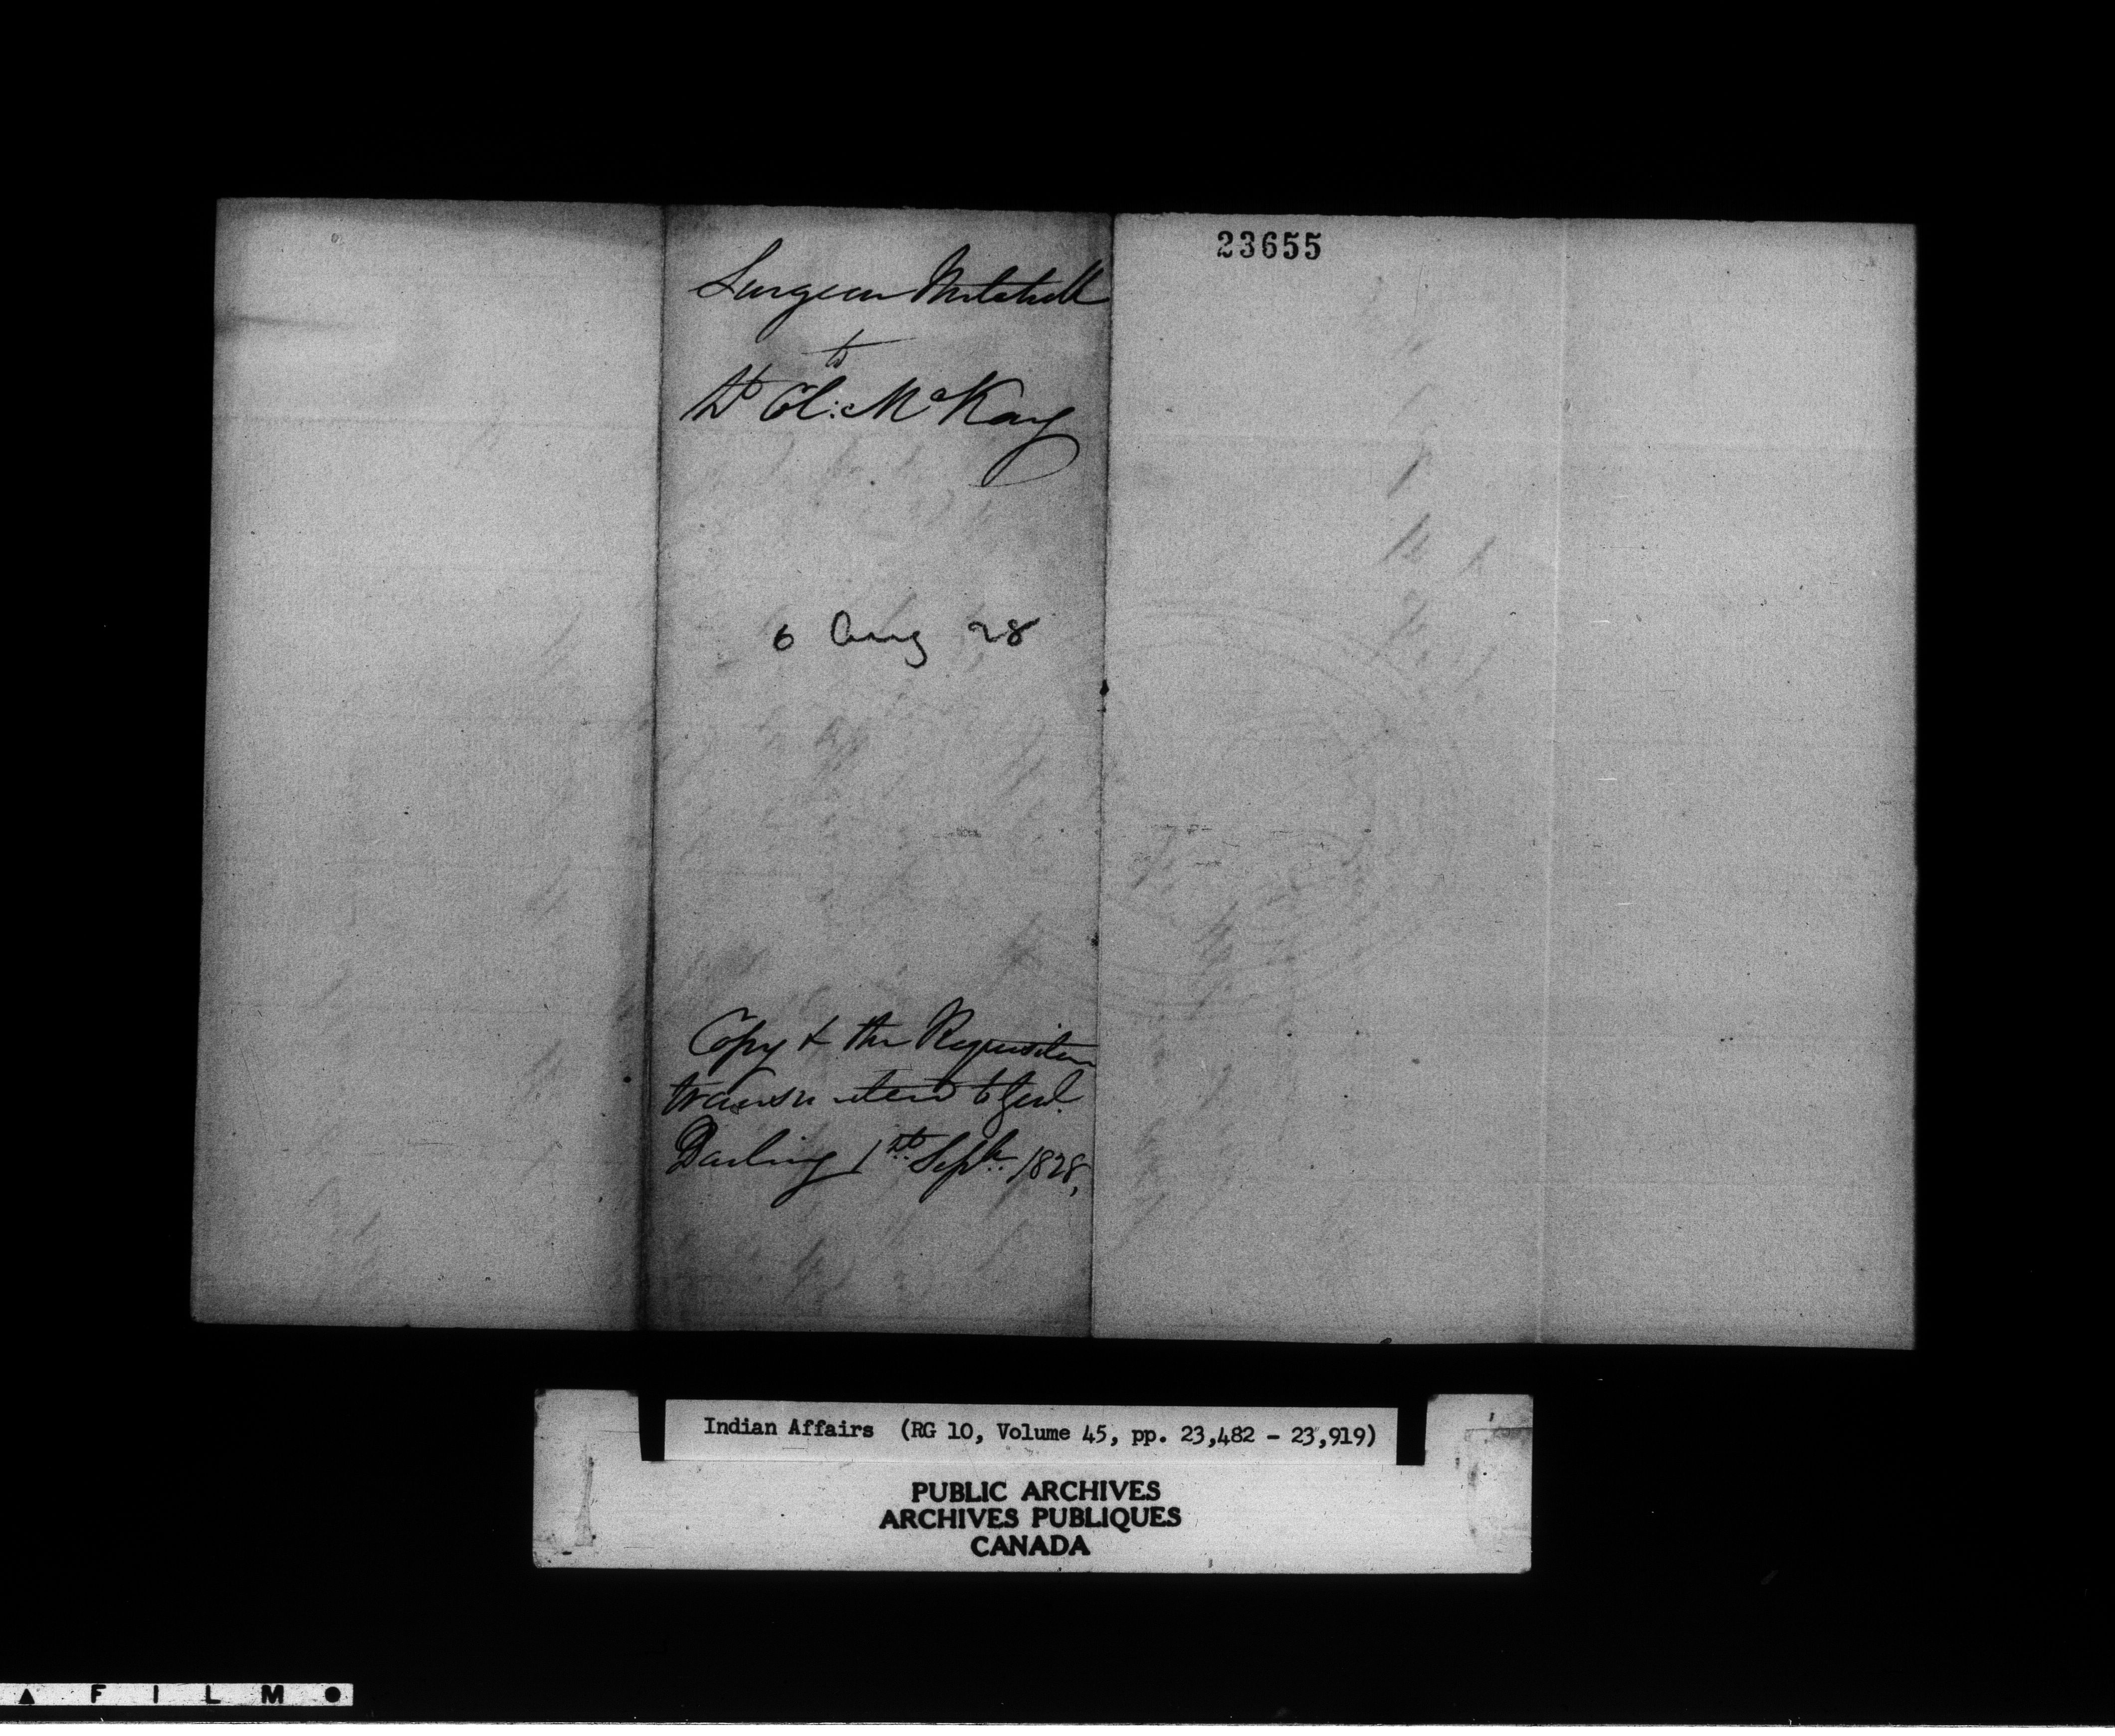 23655
Surgeon Mitchell
to
Lt Col: McKay
6 Aug 28
Copy & the Requisition
transmitted to Genl.
Darling 1st Septr. 1828,
Indian Affairs (RG 10, Volume 45, pp. 23,482 - 23,919)
PUBLIC ARCHIVES
ARCHIVES PUBLIQUES
CANADA
▲ F I L M ●